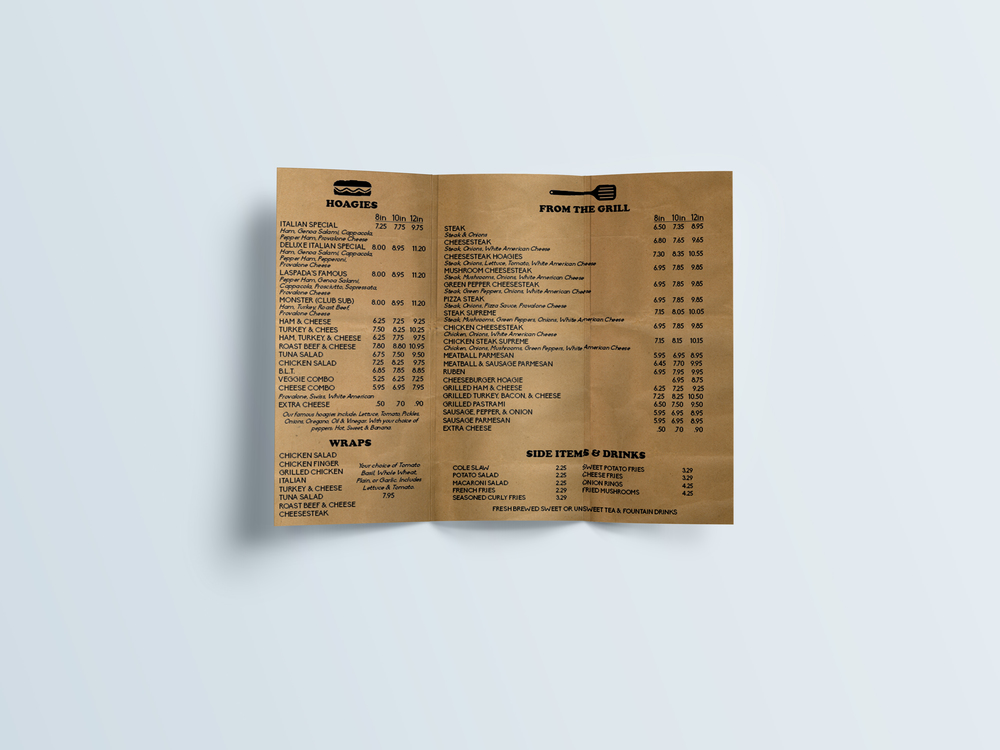 HOAGIES
8in 10in 12in
ITALIAN SPECIAL 7.25 7.75 9.75
Ham, Genoa Salami, Cappacola,
Pepper Ham, Provalone Cheese
DELUXE ITALIAN SPECIAL 8.00 8.95 11.20
Ham, Genoa Salami, Cappacola,
Pepper Ham, Pepperoni,
Provalone Cheese
LASPADA'S FAMOUS 8.00 8.95 11.20
Pepper Ham, Genoa Salami,
Cappacola, Prosciutto, Sopressata,
Provalone Cheese
MONSTER (CLUB SUB) 8.00 8.95 11.20
Ham, Turkey, Roast Beef,
Provalone Cheese
HAM & CHEESE 6.25 7.25 9.25
TURKEY & CHEES 7.50 8.25 10.25
HAM, TURKEY, & CHEESE 6.25 7.75 9.75
ROAST BEEF & CHEESE 7.80 8.80 10.95
TUNA SALAD 6.75 7.50 9.50
CHICKEN SALAD 7.25 8.25 9.75
B.L.T. 6.85 7.85 8.85
VEGGIE COMBO 5.25 6.25 7.25
CHEESE COMBO 5.95 6.95 7.95
Provalone, Swiss, White American
EXTRA CHEESE .50 .70 .90
Our famous hoagies include: Lettuce, Tomato, Pickles,
Onions, Oregano, Oil & Vinegar. With your choice of
peppers: Hot, Sweet, & Banana.
WRAPS
CHICKEN SALAD
CHICKEN FINGER
GRILLED CHICKEN
ITALIAN
TURKEY & CHEESE
TUNA SALAD
ROAST BEEF & CHEESE
CHEESESTEAK
Your choice of Tomato
Basil, Whole Wheat,
Plain, or Garlic. Includes
Lettuce & Tomato.
7.95
FROM THE GRILL
8in 10in 12in
STEAK 6.50 7.35 8.95
Steak & Onions
CHEESESTEAK 6.80 7.65 9.65
Steak, Onions, White American Cheese
CHEESESTEAK HOAGIES 7.30 8.35 10.55
Steak, Onions, Lettuce, Tomato, White American Cheese
MUSHROOM CHEESESTEAK 6.95 7.85 9.85
Steak, Mushrooms, Onions, White American Cheese
GREEN PEPPER CHEESESTEAK 6.95 7.85 9.85
Steak, Green Peppers, Onions, White American Cheese
PIZZA STEAK 6.95 7.85 9.85
Steak, Onions, Pizza Sauce, Provalone Cheese
STEAK SUPREME 7.15 8.05 10.05
Steak, Mushrooms, Green Peppers, Onions, White American Cheese
CHICKEN CHEESESTEAK 6.95 7.85 9.85
Chicken, Onions, White American Cheese
CHICKEN STEAK SUPREME 7.15 8.15 10.15
Chicken, Onions, Mushrooms, Green Peppers, White American Cheese
MEATBALL PARMESAN 5.95 6.95 8.95
MEATBALL & SAUSAGE PARMESAN 6.45 7.70 9.95
RUBEN 6.95 7.95 9.95
CHEESEBURGER HOAGIE 6.95 8.75
GRILLED HAM & CHEESE 6.25 7.25 9.25
GRILLED TURKEY, BACON, & CHEESE 7.25 8.25 10.50
GRILLED PASTRAMI 6.50 7.50 9.50
SAUSAGE, PEPPER, & ONION 5.95 6.95 8.95
SAUSAGE PARMESAN 5.95 6.95 8.95
EXTRA CHEESE .50 .70 .90
SIDE ITEMS & DRINKS
COLE SLAW 2.25
POTATO SALAD 2.25
MACARONI SALAD 2.25
FRENCH FRIES 2.29
SEASONED CURLY FRIES 3.29
SWEET POTATO FRIES 3.29
CHEESE FRIES 3.29
ONION RINGS 4.25
FRIED MUSHROOMS 4.25
FRESH BREWED SWEET OR UNSWEET TEA & FOUNTAIN DRINKS